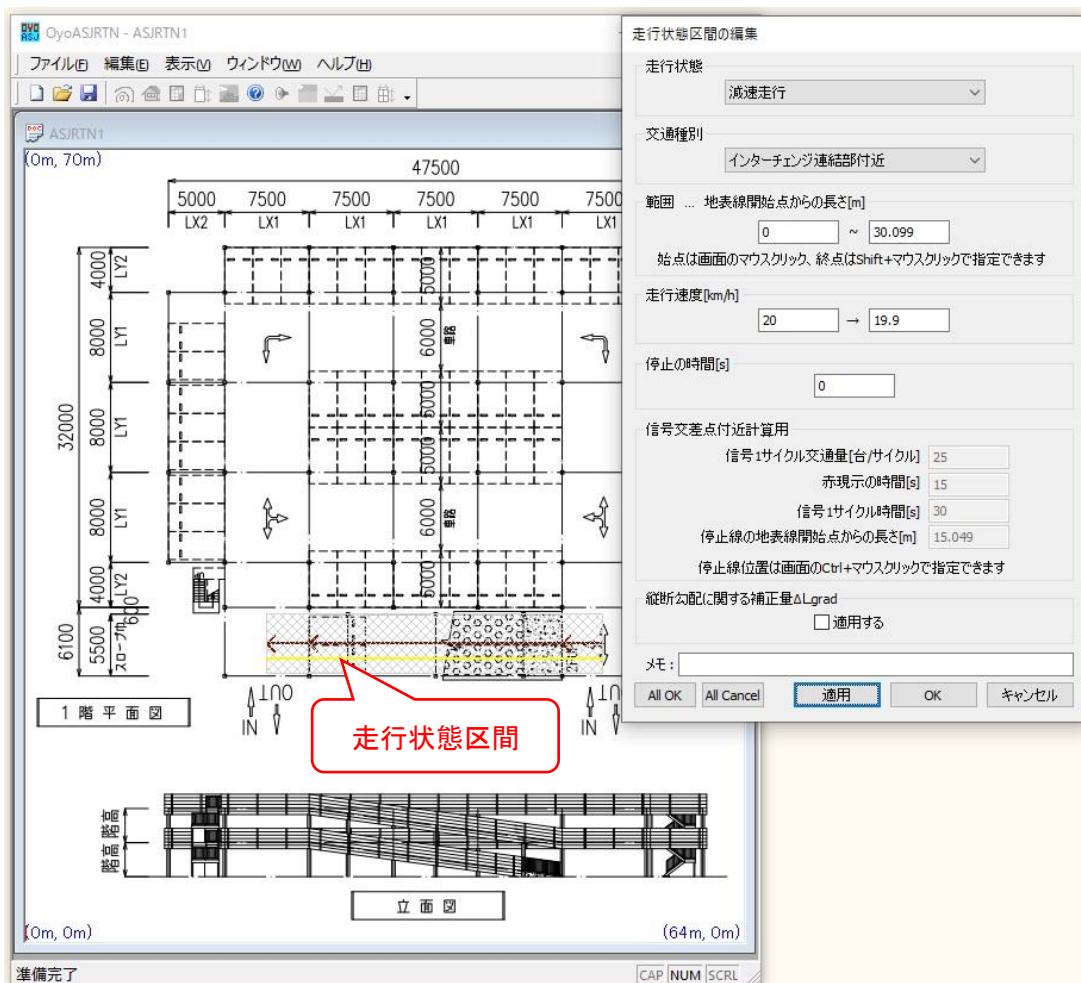 OyoASJRTN - ASJRTN1
ファイル(F) 編集(E) 表示(V) ウィンドウ(W) ヘルプ(H)
ASJRTN1
(0m, 70m)
47500
5000 7500 7500 7500 7500
LX2 LX1 LX1 LX1 LX1
4000 LY2
8000 LY1
8000 LY1
8000 LY1
4000 LY2
32000
6100
5500
600
スロープ巾
5000
6000 車路
5000
5000
6000 車路
5000
1階平面図
OUT
IN
IN
走行状態区間
階高
階高
立面図
(0m, 0m)
(64m, 0m)
準備完了
CAP NUM SCRL
走行状態区間の編集
走行状態
減速走行
交通種別
インターチェンジ連結部付近
範囲 ... 地表線開始点からの長さ[m]
0 ~ 30.099
始点は画面のマウスクリック、終点はShift+マウスクリックで指定できます
走行速度[km/h]
20 → 19.9
停止の時間[s]
0
信号交差点付近計算用
信号1サイクル交通量[台/サイクル] 25
赤現示の時間[s] 15
信号1サイクル時間[s] 30
停止線の地表線開始点からの長さ[m] 15.049
停止線位置は画面のCtrl+マウスクリックで指定できます
縦断勾配に関する補正量ΔLgrad
適用する
メモ:
All OK All Cancel 適用 OK キャンセル